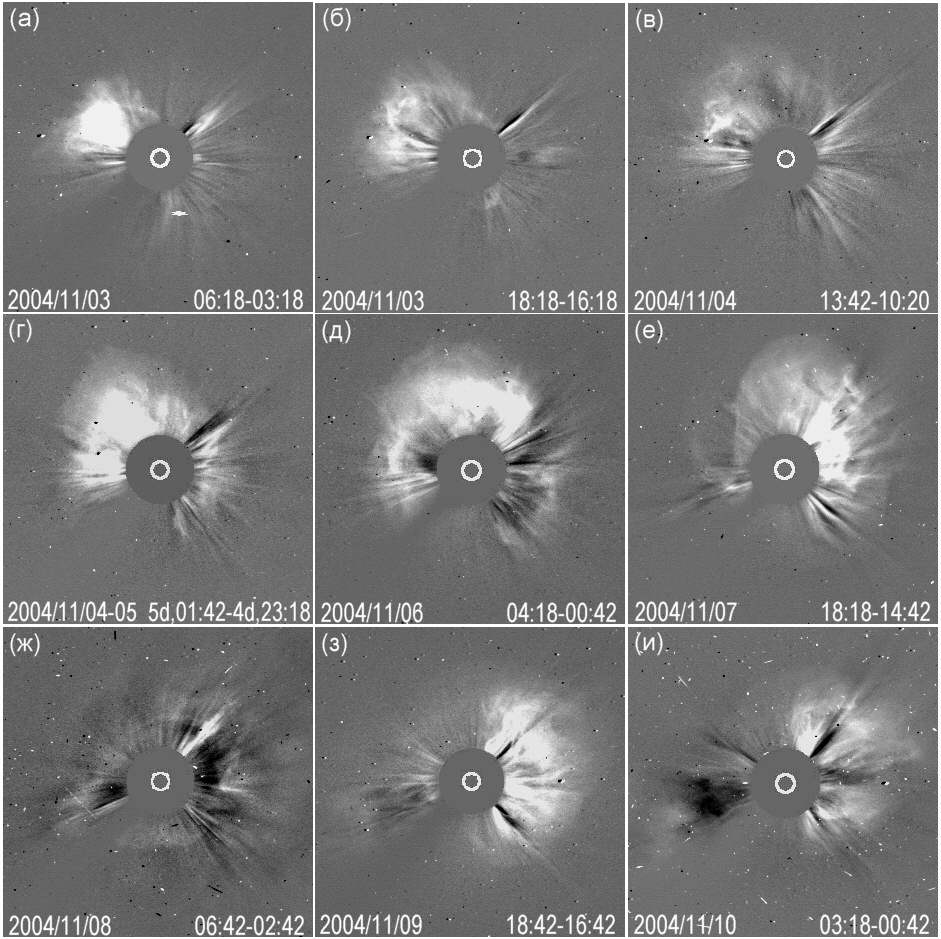 (а)
2004/11/03 06:18-03:18
(б)
2004/11/03 18:18-16:18
(в)
2004/11/04 13:42-10:20
(г)
2004/11/04-05 5d,01:42-4d,23:18
(д)
2004/11/06 04:18-00:42
(е)
2004/11/07 18:18-14:42
(ж)
2004/11/08 06:42-02:42
(з)
2004/11/09 18:42-16:42
(и)
2004/11/10 03:18-00:42